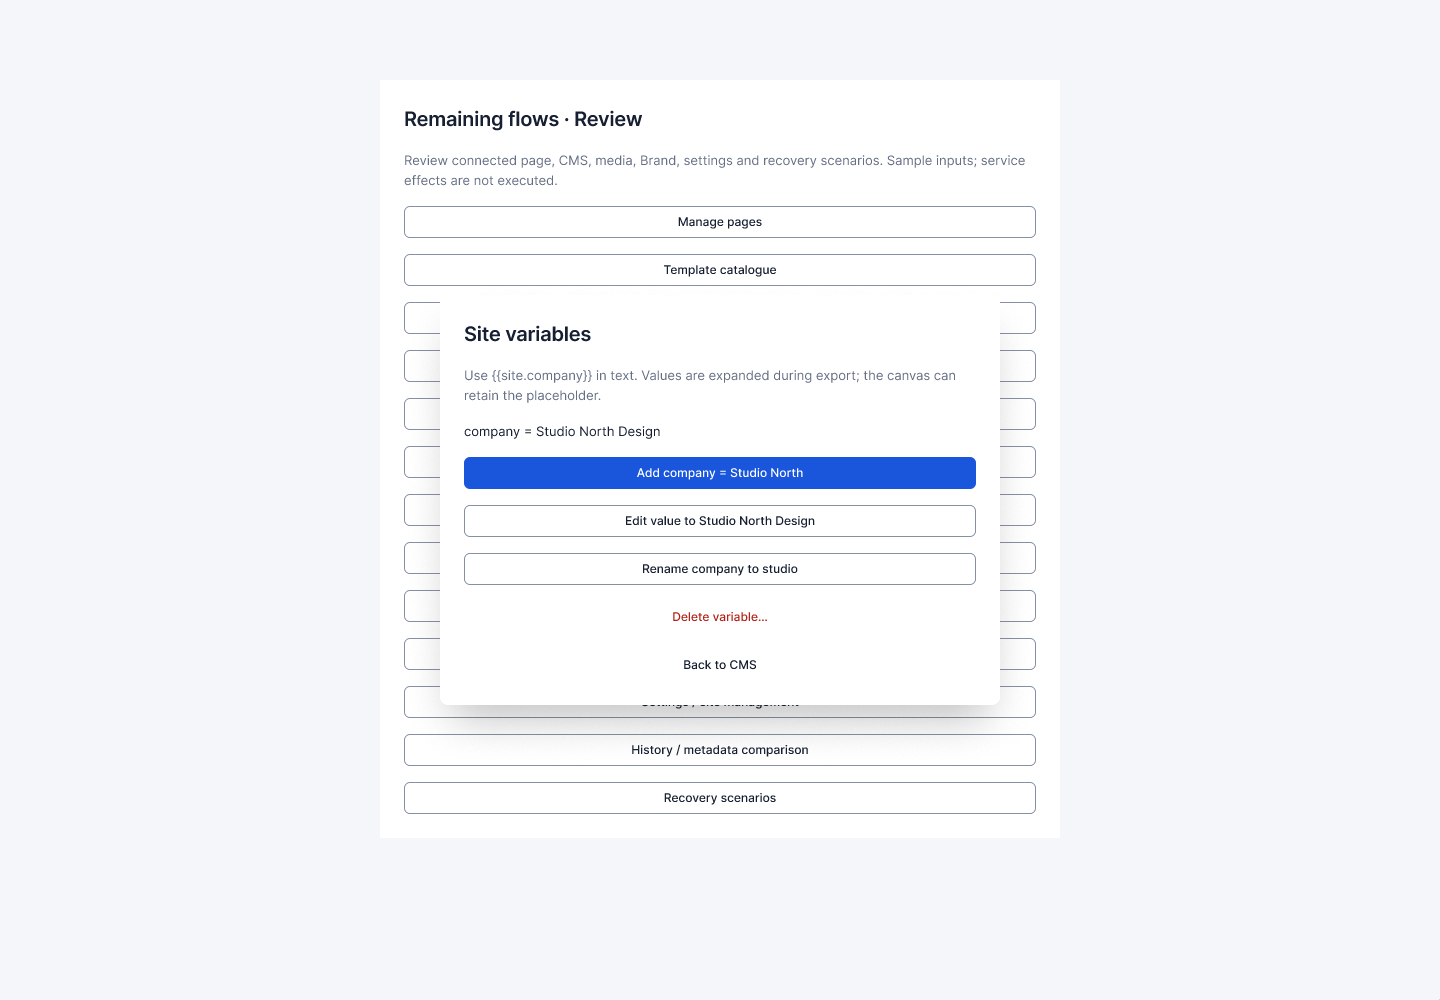 Remaining flows · Review
Review connected page, CMS, media, Brand, settings and recovery scenarios. Sample inputs; service
effects are not executed.
Manage pages
Template catalogue
Site variables
Use {{site.company}} in text. Values are expanded during export; the canvas can
retain the placeholder.
company = Studio North Design
Add company = Studio North
Edit value to Studio North Design
Rename company to studio
Delete variable...
Back to CMS
History / metadata comparison
Recovery scenarios